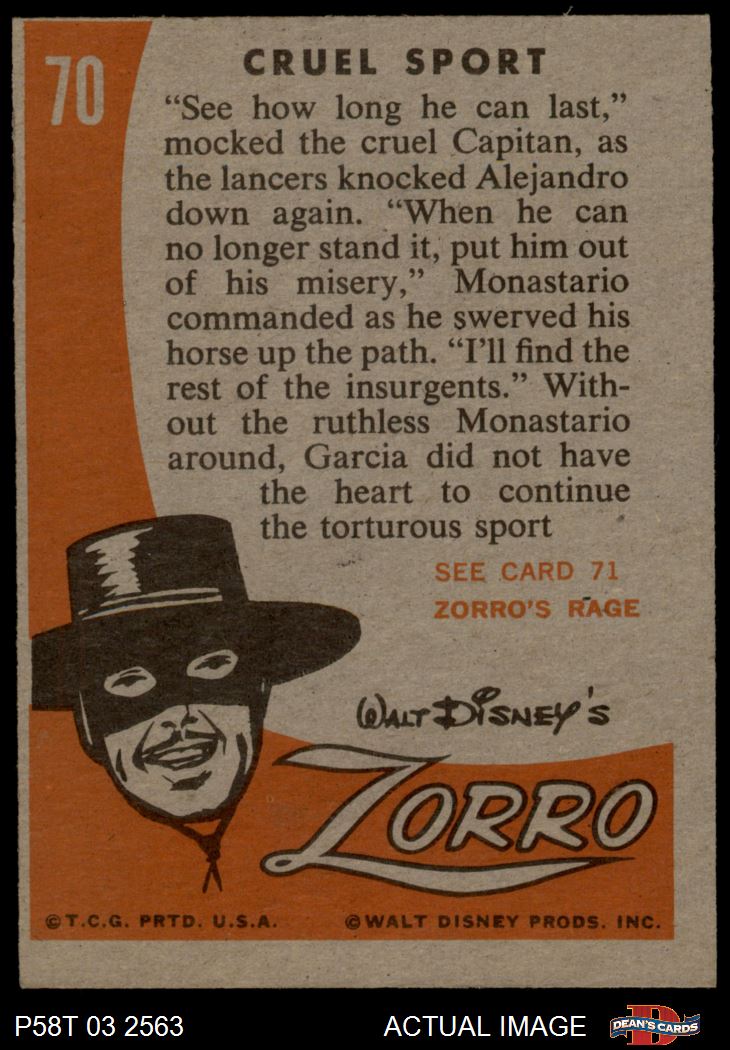 70
CRUEL SPORT
“See how long he can last,”
mocked the cruel Capitan, as
the lancers knocked Alejandro
down again. “When he can
no longer stand it, put him out
of his misery,” Monastario
commanded as he swerved his
horse up the path. “I’ll find the
rest of the insurgents.” With-
out the ruthless Monastario
around, Garcia did not have
the heart to continue
the torturous sport
SEE CARD 71
ZORRO'S RAGE
WALT DISNEY'S
ZORRO
©T.C.G. PRTD. U.S.A. ©WALT DISNEY PRODS. INC.
P58T 03 2563 ACTUAL IMAGE DEAN'S CARDS